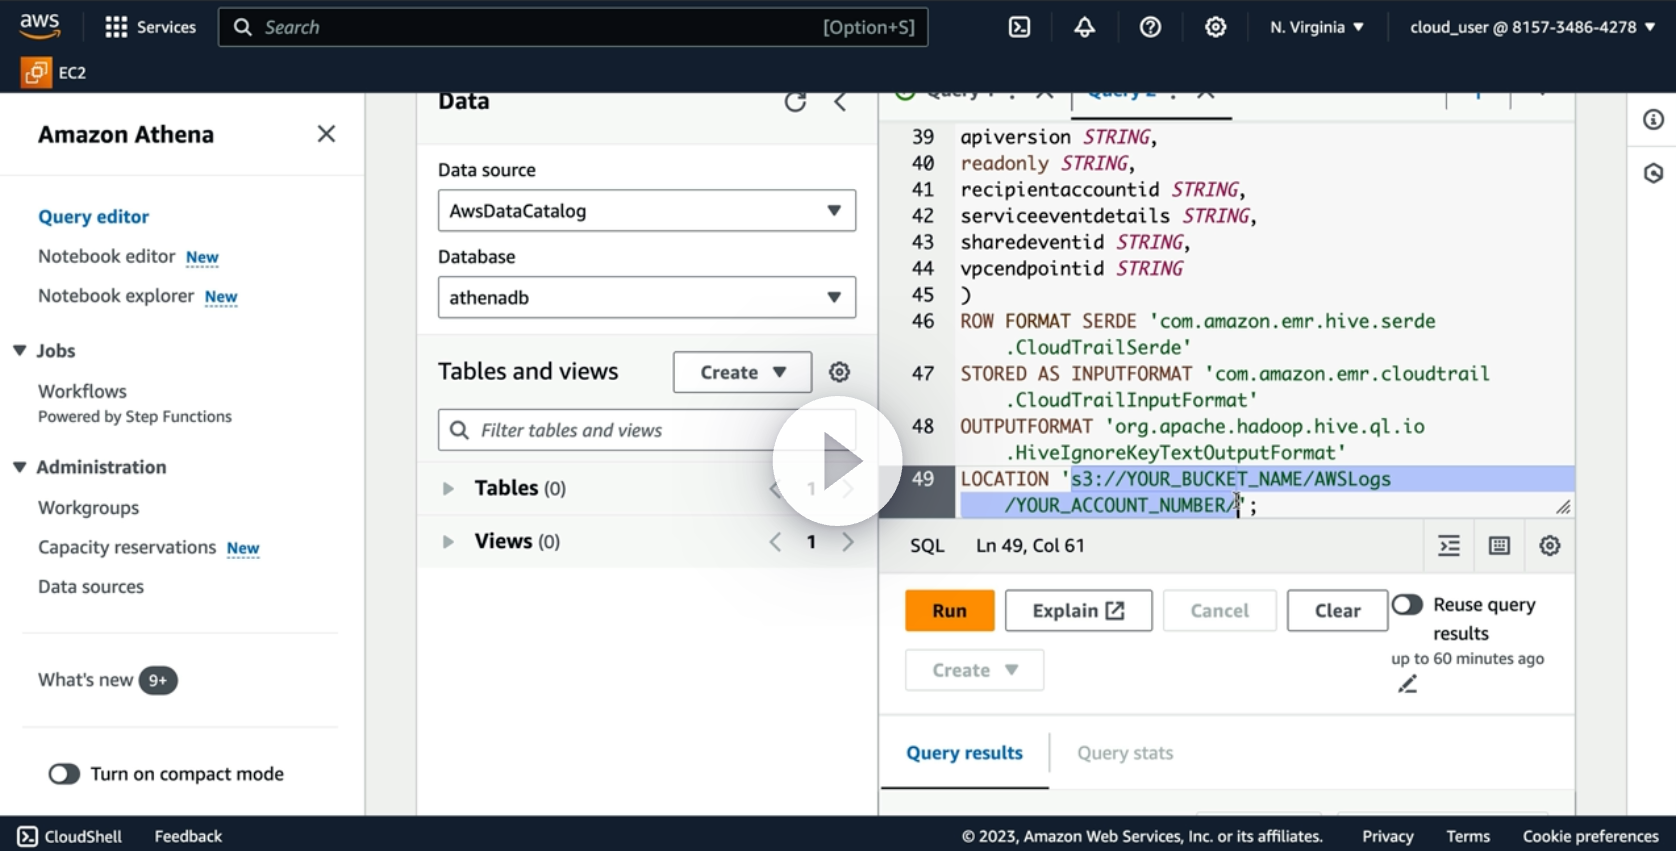 aws
Services
Search
[Option+S]
N. Virginia
cloud_user @ 8157-3486-4278
EC2
Amazon Athena
Query editor
Notebook editor New
Notebook explorer New
Jobs
Workflows
Powered by Step Functions
Administration
Workgroups
Capacity reservations New
Data sources
What's new 9+
Turn on compact mode
Data
Data source
AwsDataCatalog
Database
athenadb
Tables and views
Create
Filter tables and views
Tables (0)
1
Views (0)
1
Query 1
Query 2
39 apiversion STRING,
40 readonly STRING,
41 recipientaccountid STRING,
42 serviceeventdetails STRING,
43 sharedeventid STRING,
44 vpcendpointid STRING
45 )
46 ROW FORMAT SERDE 'com.amazon.emr.hive.serde
.CloudTrailSerde'
47 STORED AS INPUTFORMAT 'com.amazon.emr.cloudtrail
.CloudTrailInputFormat'
48 OUTPUTFORMAT 'org.apache.hadoop.hive.ql.io
.HiveIgnoreKeyTextOutputFormat'
49 LOCATION 's3://YOUR_BUCKET_NAME/AWSLogs
/YOUR_ACCOUNT_NUMBER/';
SQL
Ln 49, Col 61
Run
Explain
Cancel
Clear
Reuse query
results
up to 60 minutes ago
Create
Query results
Query stats
CloudShell
Feedback
© 2023, Amazon Web Services, Inc. or its affiliates.
Privacy
Terms
Cookie preferences